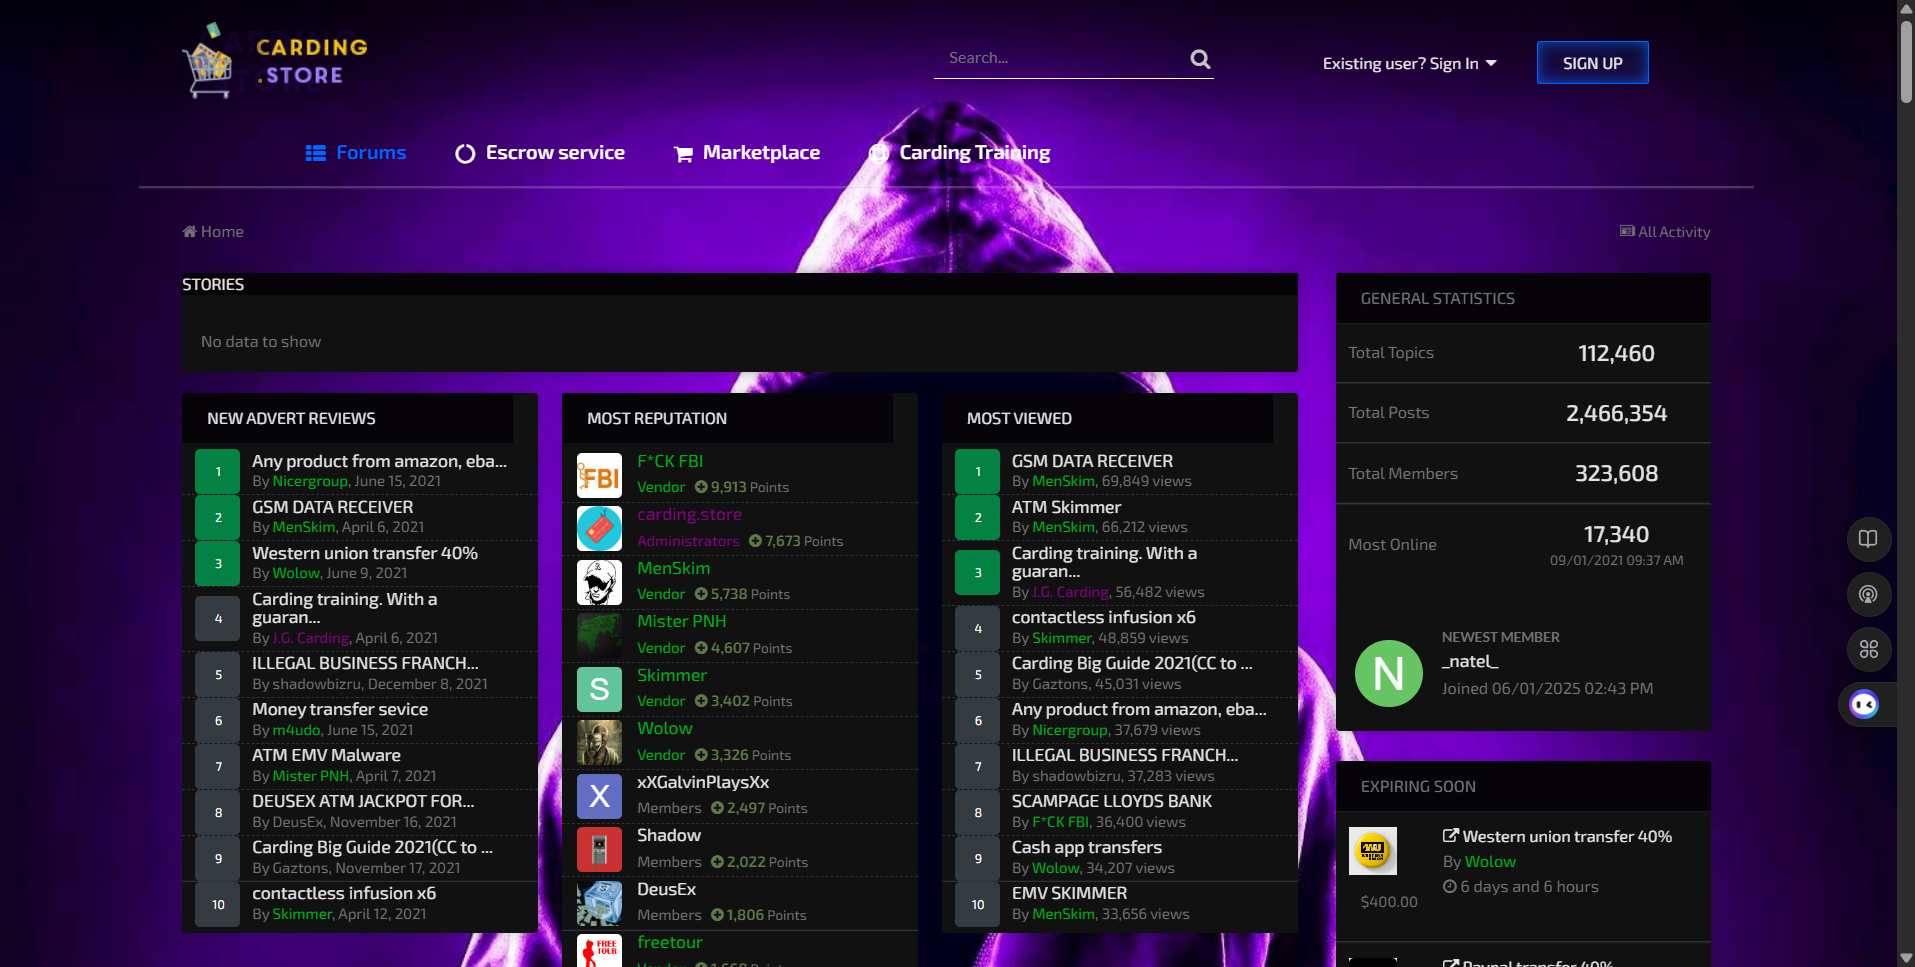 CARDING
.STORE
Search...
Existing user? Sign In
SIGN UP
Forums
Escrow service
Marketplace
Carding Training
Home
All Activity
STORIES
No data to show
NEW ADVERT REVIEWS
1
Any product from amazon, eba...
By Nicergroup, June 15, 2021
2
GSM DATA RECEIVER
By MenSkim, April 6, 2021
3
Western union transfer 40%
By Wolow, June 9, 2021
4
Carding training. With a
guaran...
By J.G. Carding, April 6, 2021
5
ILLEGAL BUSINESS FRANCH...
By shadowbizru, December 8, 2021
6
Money transfer sevice
By m4udo, June 15, 2021
7
ATM EMV Malware
By Mister PNH, April 7, 2021
8
DEUSEX ATM JACKPOT FOR...
By DeusEx, November 16, 2021
9
Carding Big Guide 2021(CC to ...
By Gaztons, November 17, 2021
10
contactless infusion x6
By Skimmer, April 12, 2021
MOST REPUTATION
FBI
F*CK FBI
Vendor 9,913 Points
carding.store
Administrators 7,673 Points
MenSkim
Vendor 5,738 Points
Mister PNH
Vendor 4,607 Points
S
Skimmer
Vendor 3,402 Points
Wolow
Vendor 3,326 Points
X
xXGalvinPlaysXx
Members 2,497 Points
Shadow
Members 2,022 Points
DeusEx
Members 1,806 Points
FREE
TOUR
freetour
MOST VIEWED
1
GSM DATA RECEIVER
By MenSkim, 69,849 views
2
ATM Skimmer
By MenSkim, 66,212 views
3
Carding training. With a
guaran...
By J.G. Carding, 56,482 views
4
contactless infusion x6
By Skimmer, 48,859 views
5
Carding Big Guide 2021(CC to ...
By Gaztons, 45,031 views
6
Any product from amazon, eba...
By Nicergroup, 37,679 views
7
ILLEGAL BUSINESS FRANCH...
By shadowbizru, 37,283 views
8
SCAMPAGE LLOYDS BANK
By F*CK FBI, 36,400 views
9
Cash app transfers
By Wolow, 34,207 views
10
EMV SKIMMER
By MenSkim, 33,656 views
GENERAL STATISTICS
Total Topics 112,460
Total Posts 2,466,354
Total Members 323,608
Most Online 17,340
09/01/2021 09:37 AM
N
NEWEST MEMBER
_natel_
Joined 06/01/2025 02:43 PM
EXPIRING SOON
Western union transfer 40%
By Wolow
6 days and 6 hours
$400.00
Paypal transfer 40%